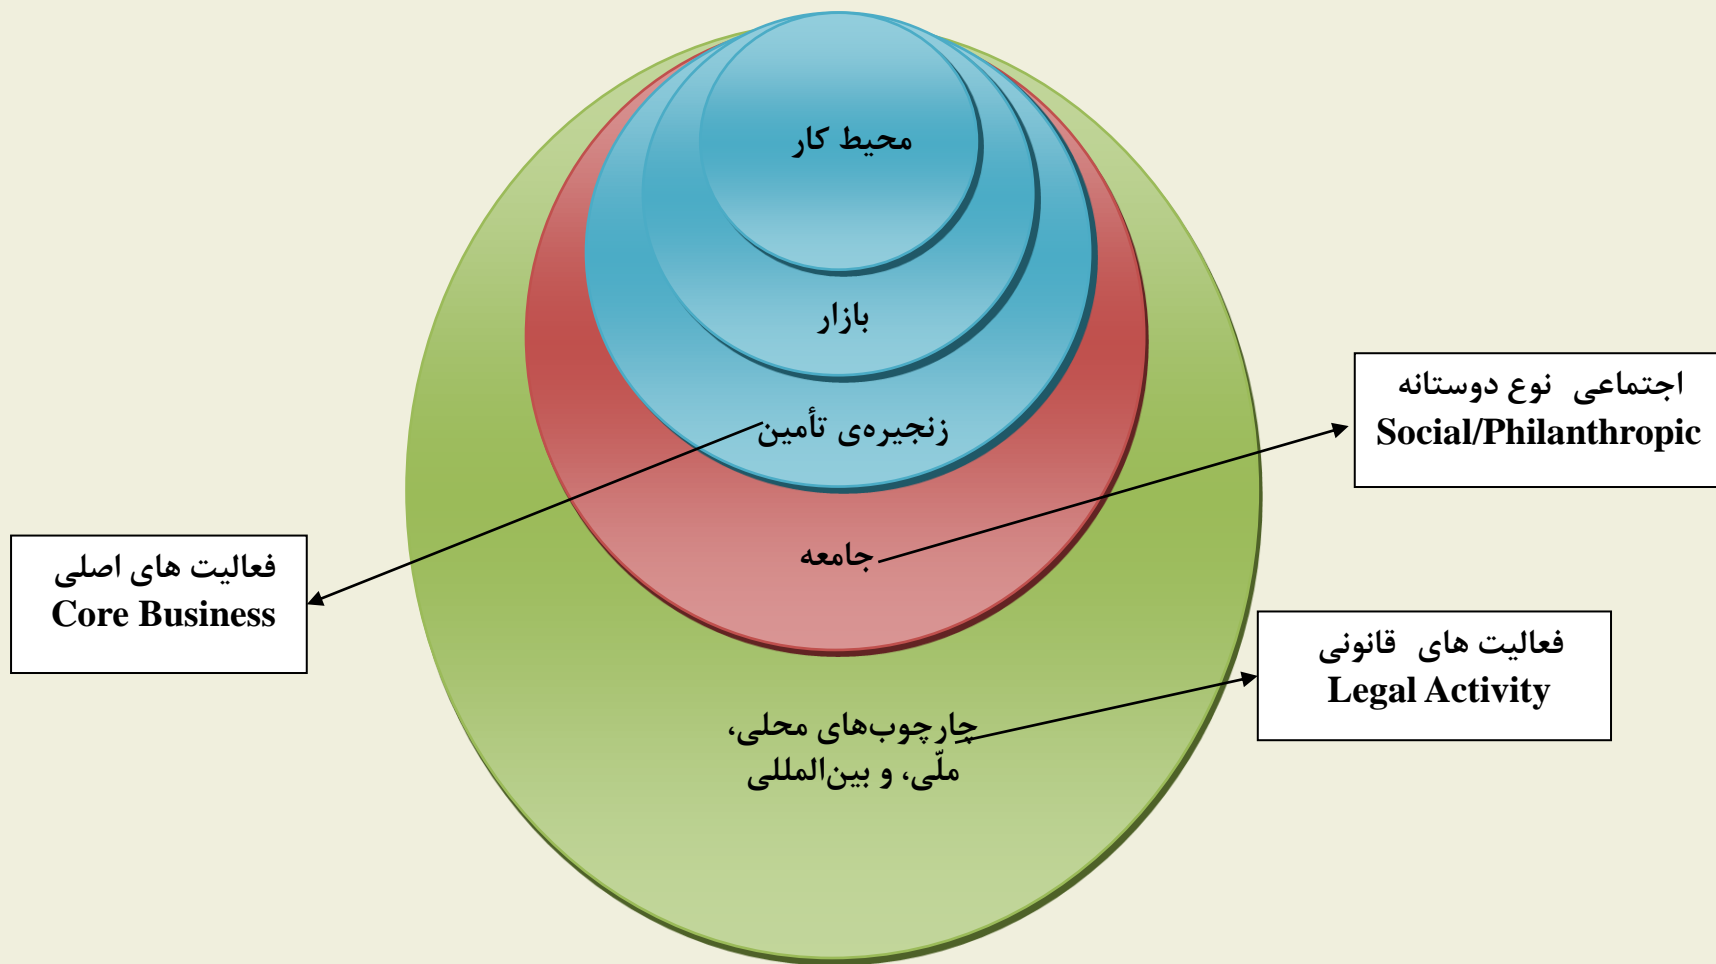 محیط کار
بازار
زنجیره‌ی تأمین
جامعه
چارچوب‌های محلی،
ملّی، و بین‌المللی
اجتماعی نوع دوستانه
Social/Philanthropic
فعالیت های اصلی
Core Business
فعالیت های قانونی
Legal Activity